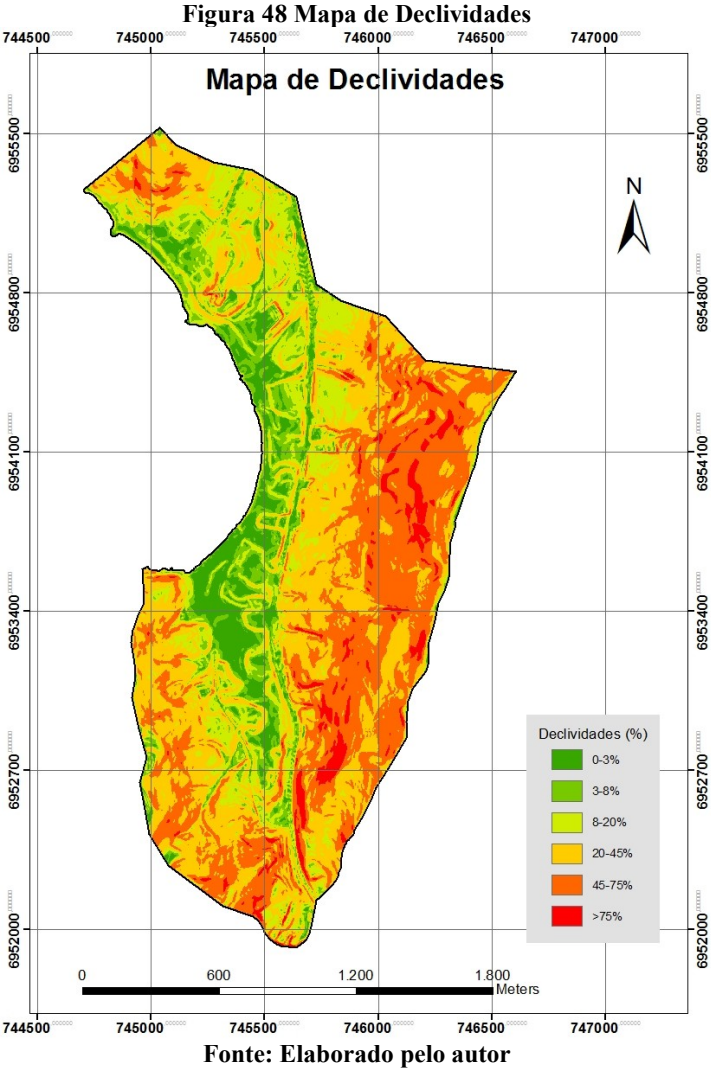 Figura 48 Mapa de Declividades
744500 745000 745500 746000 746500 747000
Mapa de Declividades
N
6955500 6955500
6954800 6954800
6954100 6954100
6953400 6953400
6952700 6952700
6952000 6952000
Declividades (%)
0-3%
3-8%
8-20%
20-45%
45-75%
>75%
0 600 1.200 1.800
Meters
744500 745000 745500 746000 746500 747000
Fonte: Elaborado pelo autor